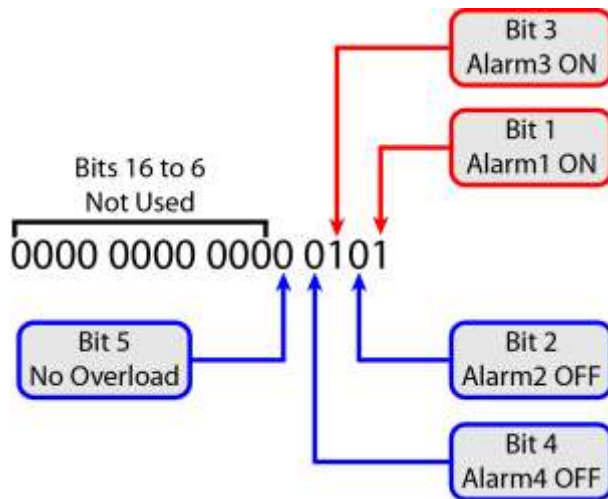 Bit 3
Alarm3 ON
Bit 1
Alarm1 ON
Bits 16 to 6
Not Used
0000 0000 0000 0101
Bit 5
No Overload
Bit 2
Alarm2 OFF
Bit 4
Alarm4 OFF